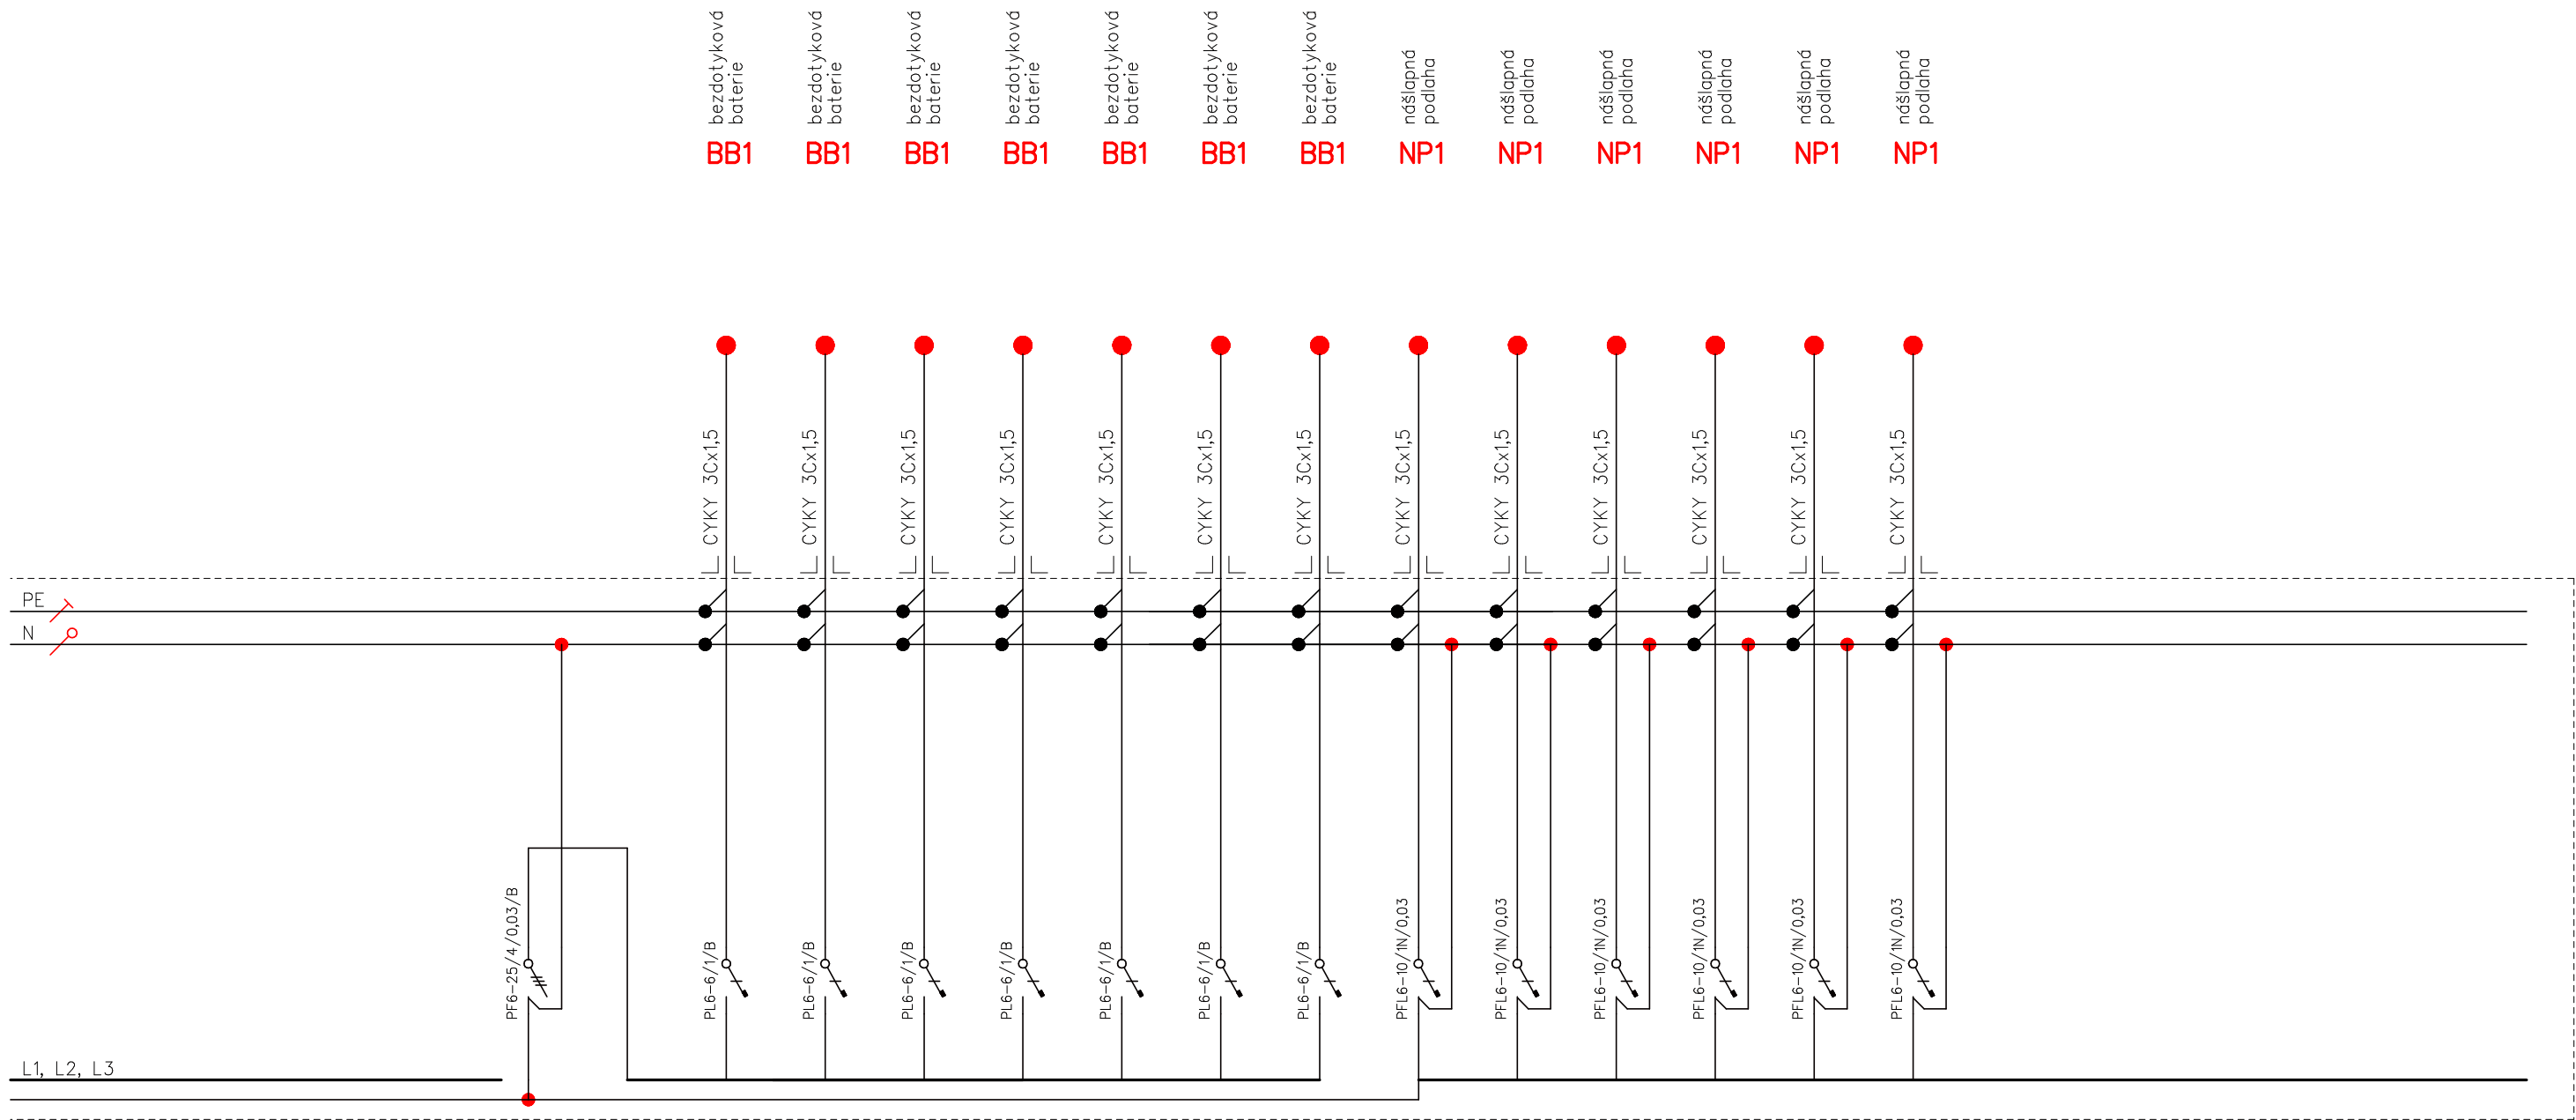 bezdotyková
baterie
bezdotyková
baterie
bezdotyková
baterie
bezdotyková
baterie
bezdotyková
baterie
bezdotyková
baterie
bezdotyková
baterie
nášlapná
podlaha
nášlapná
podlaha
nášlapná
podlaha
nášlapná
podlaha
nášlapná
podlaha
nášlapná
podlaha
BB1 BB1 BB1 BB1 BB1 BB1 BB1 NP1 NP1 NP1 NP1 NP1 NP1
CYKY 3Cx1,5
CYKY 3Cx1,5
CYKY 3Cx1,5
CYKY 3Cx1,5
CYKY 3Cx1,5
CYKY 3Cx1,5
CYKY 3Cx1,5
CYKY 3Cx1,5
CYKY 3Cx1,5
CYKY 3Cx1,5
CYKY 3Cx1,5
CYKY 3Cx1,5
CYKY 3Cx1,5
PE
N
PF6-25/4/0,03/B
PL6-6/1/B
PL6-6/1/B
PL6-6/1/B
PL6-6/1/B
PL6-6/1/B
PL6-6/1/B
PL6-6/1/B
PFL6-10/1N/0,03
PFL6-10/1N/0,03
PFL6-10/1N/0,03
PFL6-10/1N/0,03
PFL6-10/1N/0,03
PFL6-10/1N/0,03
L1, L2, L3